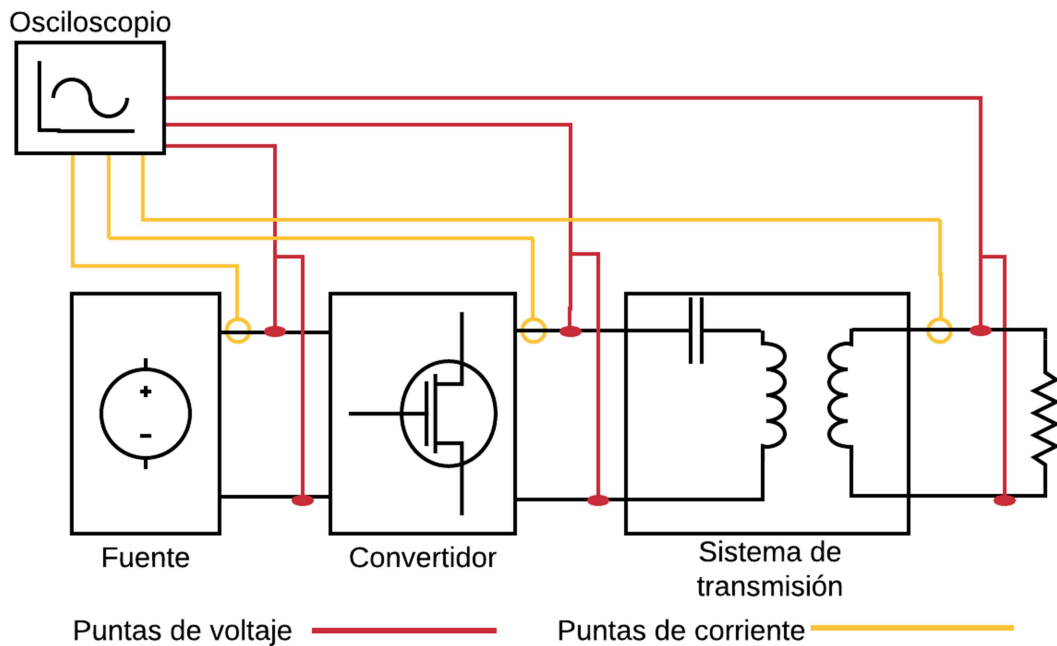 Osciloscopio
+
−
Fuente
Convertidor
Sistema de
transmisión
Puntas de voltaje
Puntas de corriente